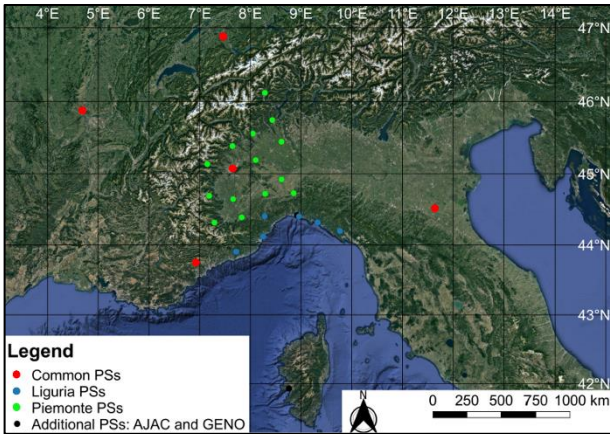 4°E 5°E 6°E 7°E 8°E 9°E 10°E 11°E 12°E 13°E 14°E
47°N
46°N
45°N
44°N
43°N
42°N
Legend
Common PSs
Liguria PSs
Piemonte PSs
Additional PSs: AJAC and GENO
N
0 250 500 750 1000 km